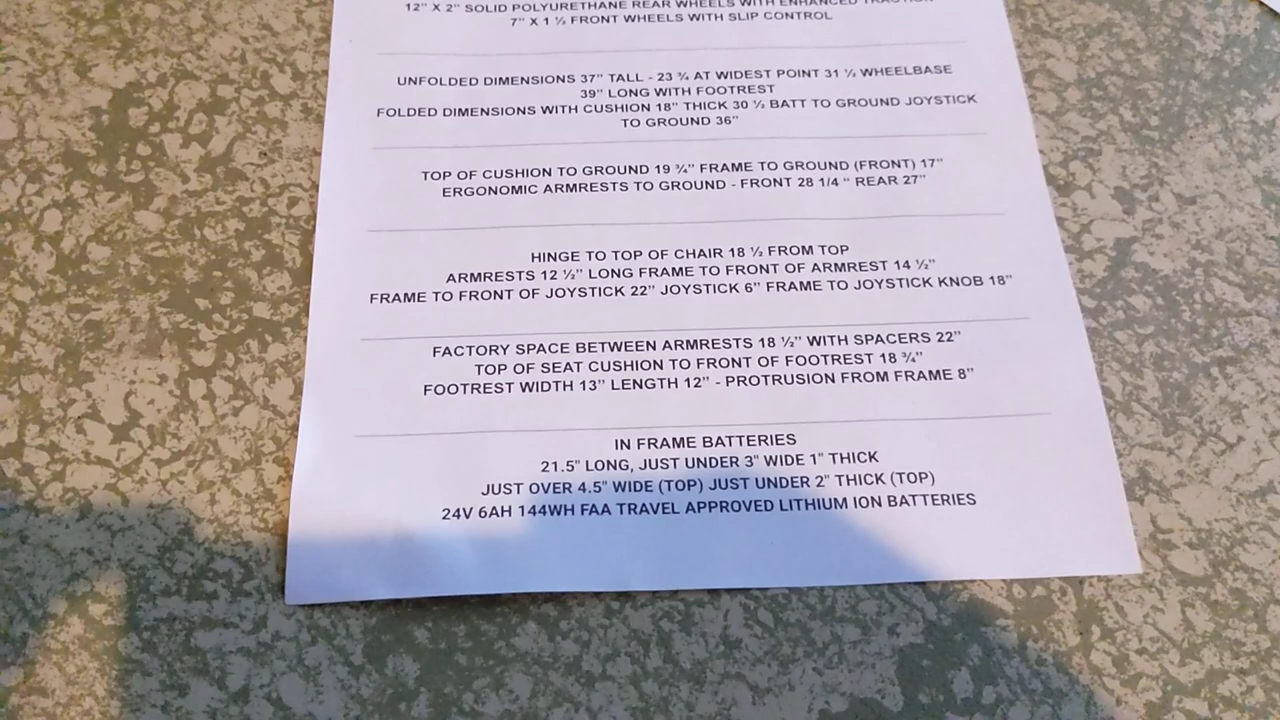 12" X 2" SOLID POLYURETHANE REAR WHEELS WITH ENHANCED TRACTION
7" X 1 ½ FRONT WHEELS WITH SLIP CONTROL
UNFOLDED DIMENSIONS 37" TALL - 23 ¾ AT WIDEST POINT 31 ½ WHEELBASE
39" LONG WITH FOOTREST
FOLDED DIMENSIONS WITH CUSHION 18" THICK 30 ½ BATT TO GROUND JOYSTICK
TO GROUND 36"
TOP OF CUSHION TO GROUND 19 ¾" FRAME TO GROUND (FRONT) 17"
ERGONOMIC ARMRESTS TO GROUND - FRONT 28 1/4 " REAR 27"
HINGE TO TOP OF CHAIR 18 ½ FROM TOP
ARMRESTS 12 ½" LONG FRAME TO FRONT OF ARMREST 14 ½"
FRAME TO FRONT OF JOYSTICK 22" JOYSTICK 6" FRAME TO JOYSTICK KNOB 18"
FACTORY SPACE BETWEEN ARMRESTS 18 ½" WITH SPACERS 22"
TOP OF SEAT CUSHION TO FRONT OF FOOTREST 18 ¾"
FOOTREST WIDTH 13" LENGTH 12" - PROTRUSION FROM FRAME 8"
IN FRAME BATTERIES
21.5" LONG, JUST UNDER 3" WIDE 1" THICK
JUST OVER 4.5" WIDE (TOP) JUST UNDER 2" THICK (TOP)
24V 6AH 144WH FAA TRAVEL APPROVED LITHIUM ION BATTERIES